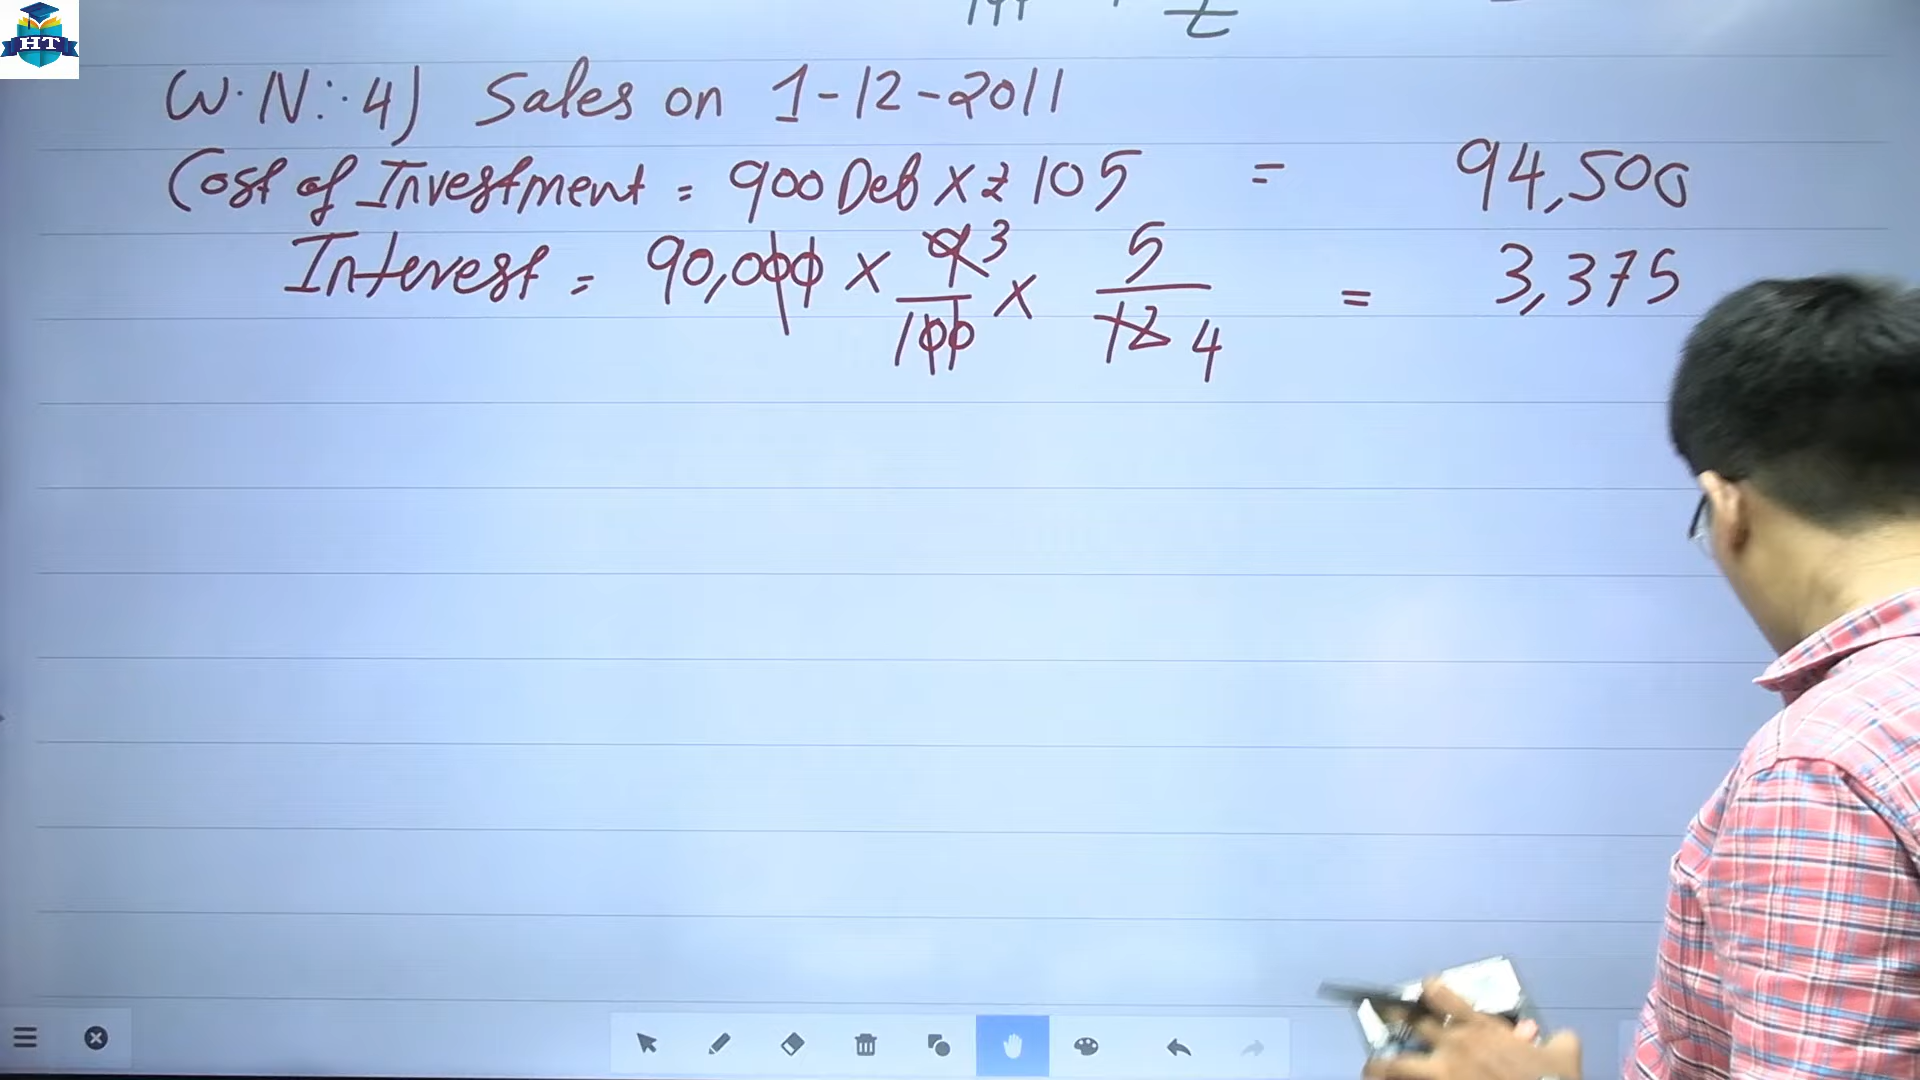 HT
W.N:. 4) Sales on 1-12-2011
Cost of Investment = 900 Deb X ₹ 105 = 94,500
Interest = 90,000 X 9 3 / 100 X 5 / 12 4 = 3,375